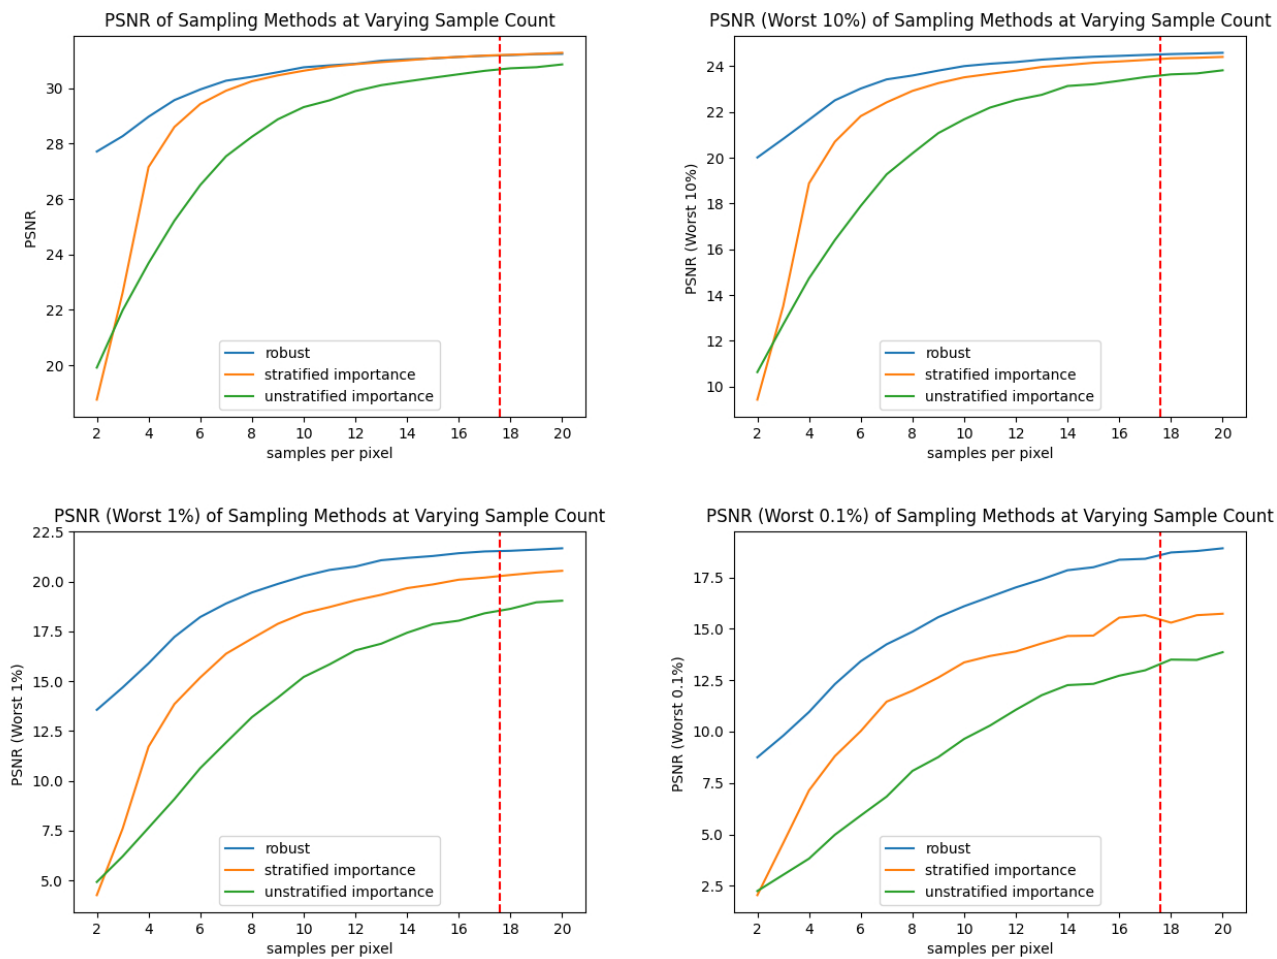 PSNR of Sampling Methods at Varying Sample Count
PSNR
30
28
26
24
22
20
robust
stratified importance
unstratified importance
2 4 6 8 10 12 14 16 18 20
samples per pixel
PSNR (Worst 10%) of Sampling Methods at Varying Sample Count
PSNR (Worst 10%)
24
22
20
18
16
14
12
10
robust
stratified importance
unstratified importance
2 4 6 8 10 12 14 16 18 20
samples per pixel
PSNR (Worst 1%) of Sampling Methods at Varying Sample Count
PSNR (Worst 1%)
22.5
20.0
17.5
15.0
12.5
10.0
7.5
5.0
robust
stratified importance
unstratified importance
2 4 6 8 10 12 14 16 18 20
samples per pixel
PSNR (Worst 0.1%) of Sampling Methods at Varying Sample Count
PSNR (Worst 0.1%)
17.5
15.0
12.5
10.0
7.5
5.0
2.5
robust
stratified importance
unstratified importance
2 4 6 8 10 12 14 16 18 20
samples per pixel